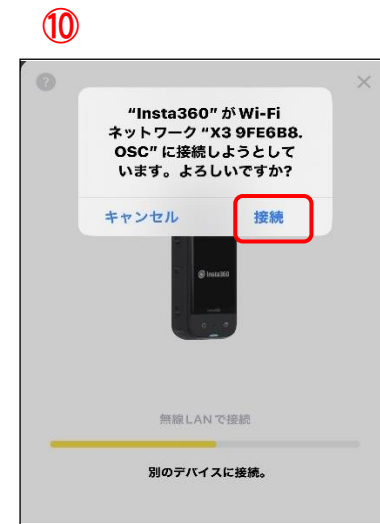 ⑩
“Insta360” が Wi-Fi
ネットワーク “X3 9FE6B8.
OSC” に接続しようとして
います。よろしいですか?
キャンセル 接続
Insta360
無線LANで接続
別のデバイスに接続。